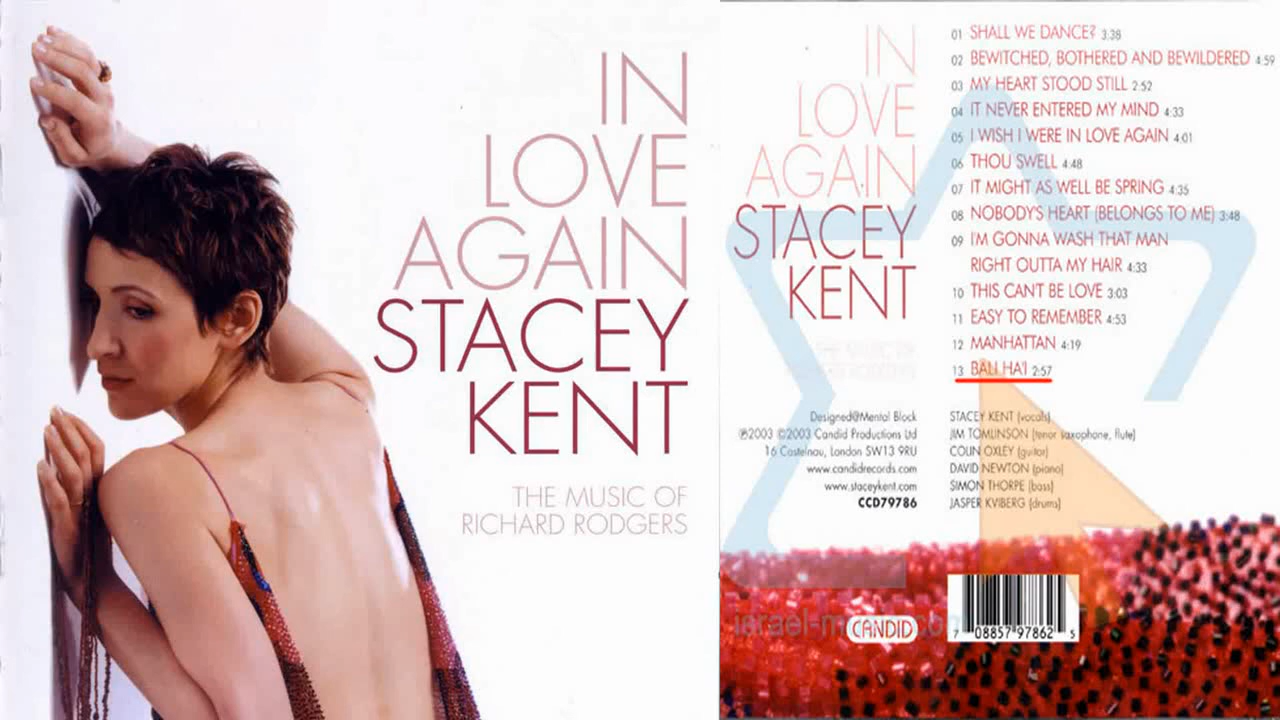 IN
LOVE
AGAIN
STACEY
KENT
THE MUSIC OF
RICHARD RODGERS
IN
LOVE
AGAIN
STACEY
KENT
01 SHALL WE DANCE? 3:38
02 BEWITCHED, BOTHERED AND BEWILDERED 4:59
03 MY HEART STOOD STILL 2:52
04 IT NEVER ENTERED MY MIND 4:33
05 I WISH I WERE IN LOVE AGAIN 4:01
06 THOU SWELL 4:48
07 IT MIGHT AS WELL BE SPRING 4:35
08 NOBODY'S HEART (BELONGS TO ME) 3:48
09 I'M GONNA WASH THAT MAN
RIGHT OUTTA MY HAIR 4:33
10 THIS CAN'T BE LOVE 3:03
11 EASY TO REMEMBER 4:53
12 MANHATTAN 4:19
13 BALI HA'I 2:57
Designed@Mental Block
℗2003 ©2003 Candid Productions Ltd
16 Castelnau, London SW13 9RU
www.candidrecords.com
www.staceykent.com
CCD79786
STACEY KENT (vocals)
JIM TOMLINSON (tenor saxophone, flute)
COLIN OXLEY (guitar)
DAVID NEWTON (piano)
SIMON THORPE (bass)
JASPER KVIBERG (drums)
CANDID
7 08857 97862 5